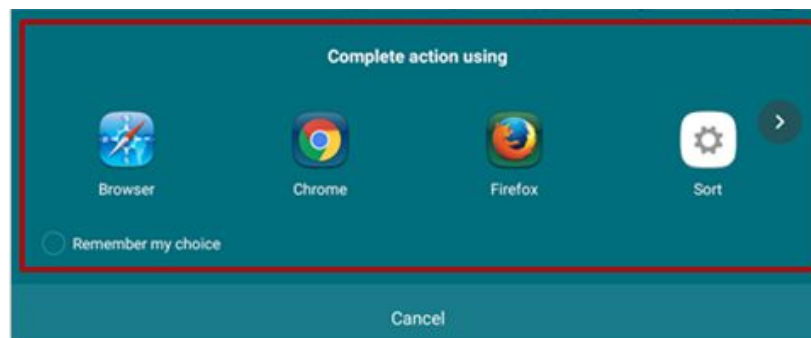 Complete action using
Browser Chrome Firefox Sort
Remember my choice
Cancel